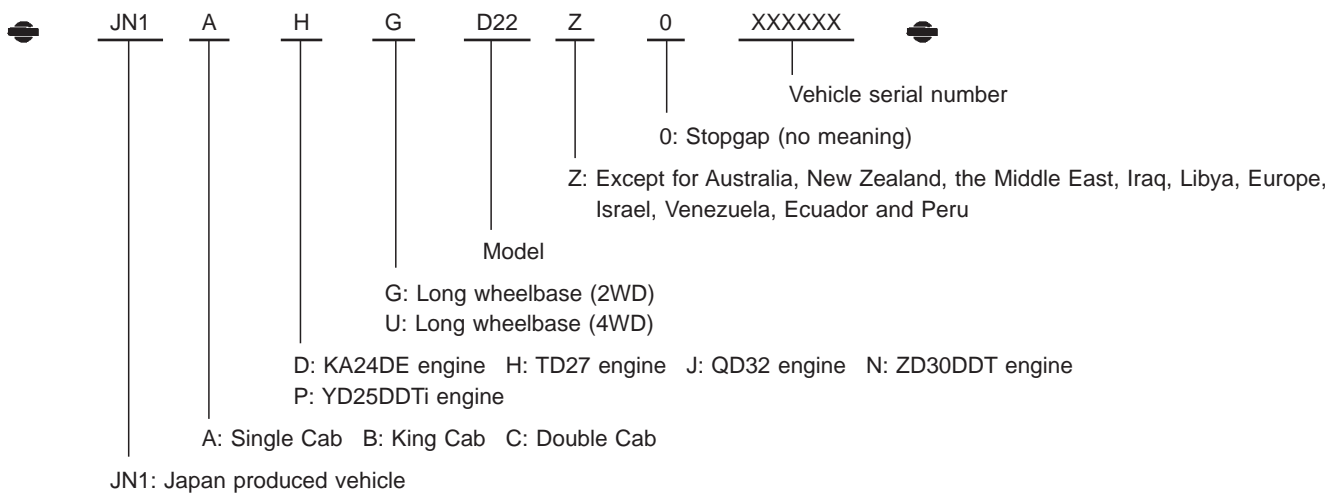 JN1 A H G D22 Z 0 XXXXXX
Vehicle serial number
0: Stopgap (no meaning)
Z: Except for Australia, New Zealand, the Middle East, Iraq, Libya, Europe,
Israel, Venezuela, Ecuador and Peru
Model
G: Long wheelbase (2WD)
U: Long wheelbase (4WD)
D: KA24DE engine H: TD27 engine J: QD32 engine N: ZD30DDT engine
P: YD25DDTi engine
A: Single Cab B: King Cab C: Double Cab
JN1: Japan produced vehicle